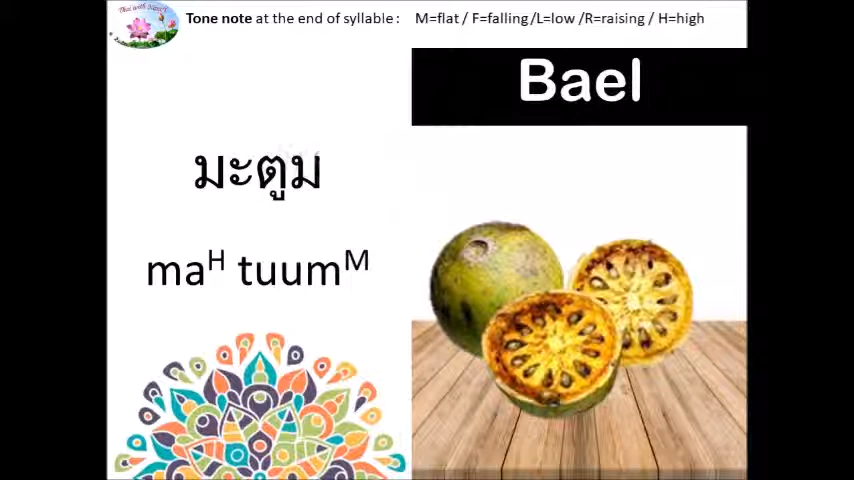 Tone note at the end of syllable : M=flat / F=falling /L=low /R=raising / H=high
Bael
มะตูม
maᴴ tuumᴹ